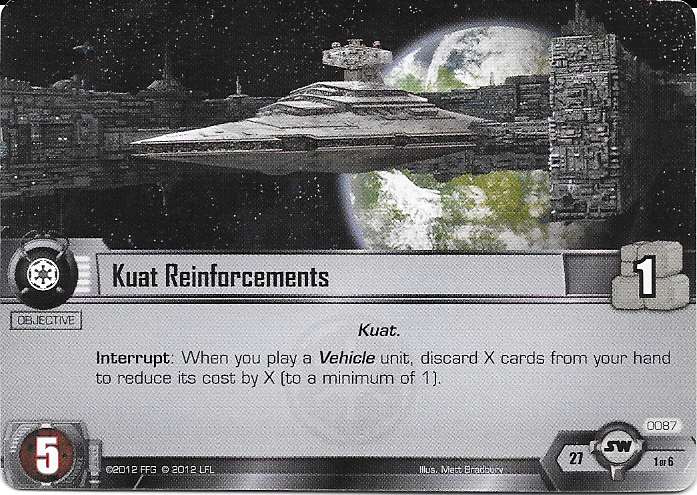 Kuat Reinforcements
1
OBJECTIVE
Kuat.
Interrupt: When you play a Vehicle unit, discard X cards from your hand
to reduce its cost by X (to a minimum of 1).
5
©2012 FFG © 2012 LFL
Illus. Matt Bradbury
0087
27
SW
1 of 6